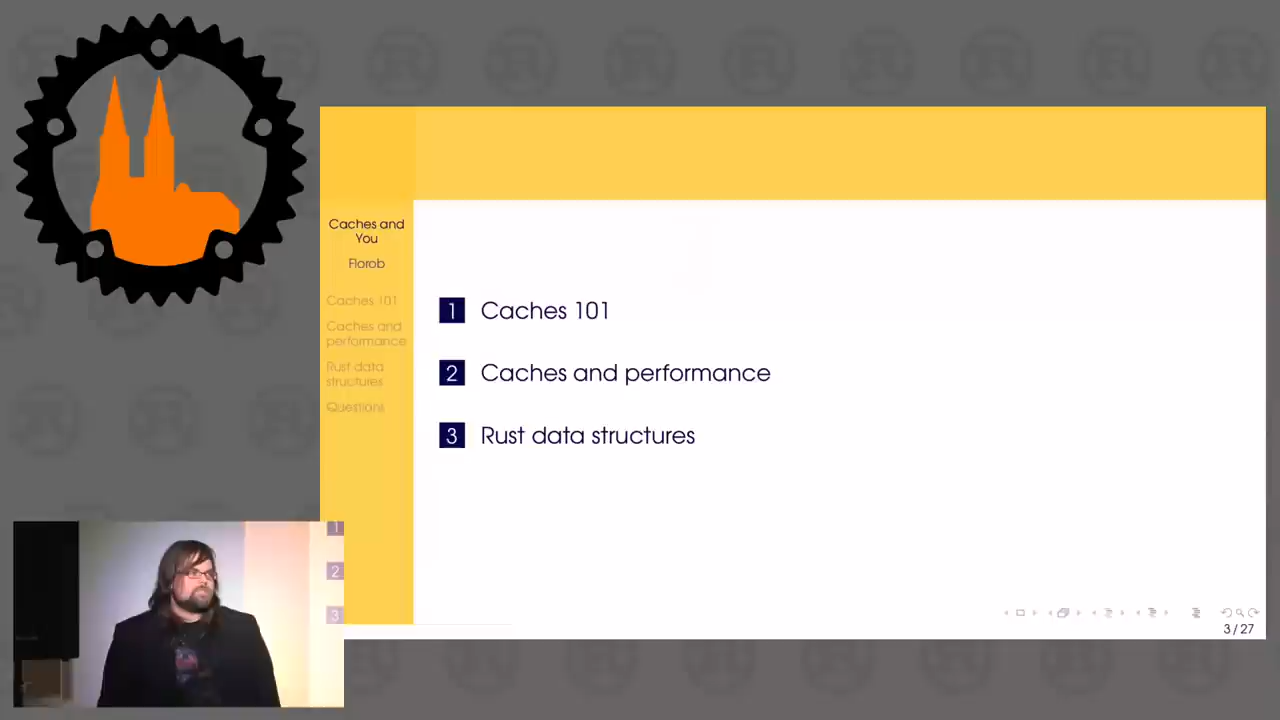 Caches and
You
Florob
Caches 101
Caches and
performance
Rust data
structures
Questions
1 Caches 101
2 Caches and performance
3 Rust data structures
3 / 27
1
2
3